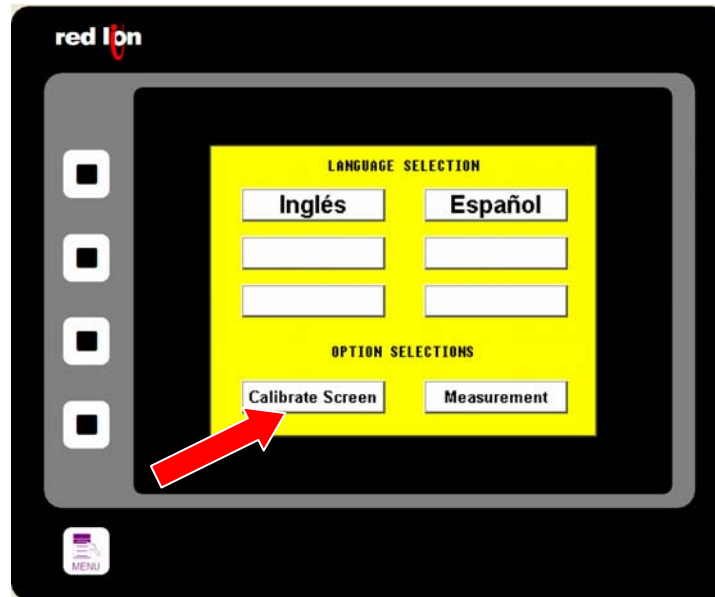 red lion
LANGUAGE SELECTION
Inglés Español
OPTION SELECTIONS
Calibrate Screen Measurement
MENU